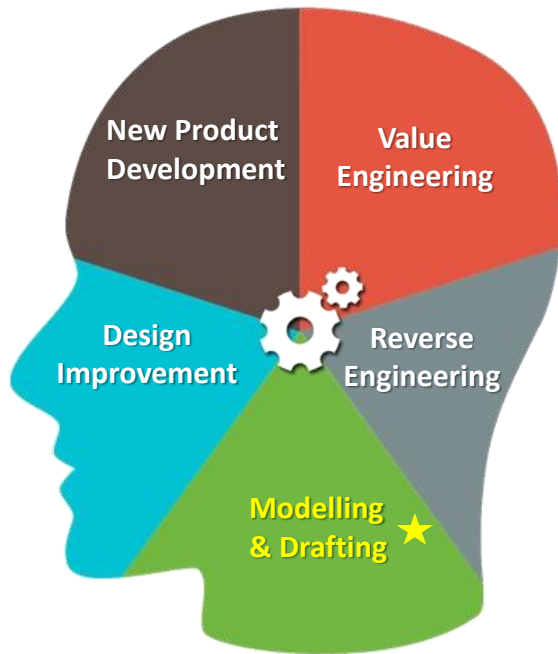 New Product
Development
Value
Engineering
Design
Improvement
Reverse
Engineering
Modelling
& Drafting